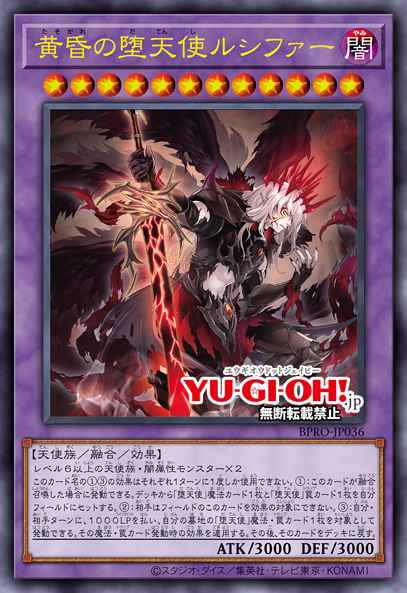 黄昏の堕天使ルシファー
闇
ユウギオウドットジェイピー
YU-GI-OH!.jp
無断転載禁止
BPRO-JP036
【天使族/融合/効果】
レベル6以上の天使族・闇属性モンスター×2
このカード名の①③の効果はそれぞれ1ターンに1度しか使用できない。①:このカードが融合
召喚した場合に発動できる。デッキから「堕天使」魔法カード1枚と「堕天使」罠カード1枚を自分
フィールドにセットする。②:相手はフィールドのこのカードを効果の対象にできない。③:自分・
相手ターンに、1000LPを払い、自分の墓地の「堕天使」魔法・罠カード1枚を対象として
発動できる。その魔法・罠カード発動時の効果を適用する。その後、そのカードをデッキに戻す。
ATK/3000 DEF/3000
©スタジオ・ダイス/集英社・テレビ東京・KONAMI